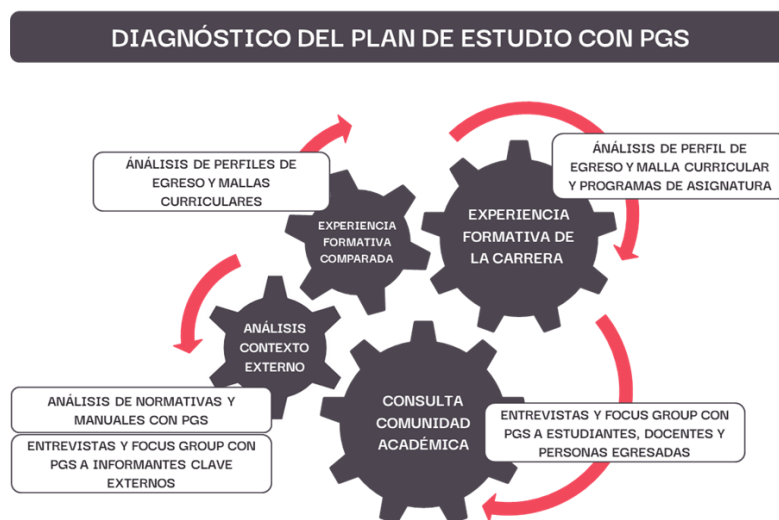 DIAGNÓSTICO DEL PLAN DE ESTUDIO CON PGS
ÁNÁLISIS DE PERFILES DE
EGRESO Y MALLAS
CURRICULARES
ÁNÁLISIS DE PERFIL DE
EGRESO Y MALLA CURRICULAR
Y PROGRAMAS DE ASIGNATURA
EXPERIENCIA
FORMATIVA
COMPARADA
EXPERIENCIA
FORMATIVA DE
LA CARRERA
ANÁLISIS
CONTEXTO
EXTERNO
CONSULTA
COMUNIDAD
ACADÉMICA
ANÁLISIS DE NORMATIVAS Y
MANUALES CON PGS
ENTREVISTAS Y FOCUS GROUP CON
PGS A INFORMANTES CLAVE
EXTERNOS
ENTREVISTAS Y FOCUS GROUP CON
PGS A ESTUDIANTES, DOCENTES Y
PERSONAS EGRESADAS